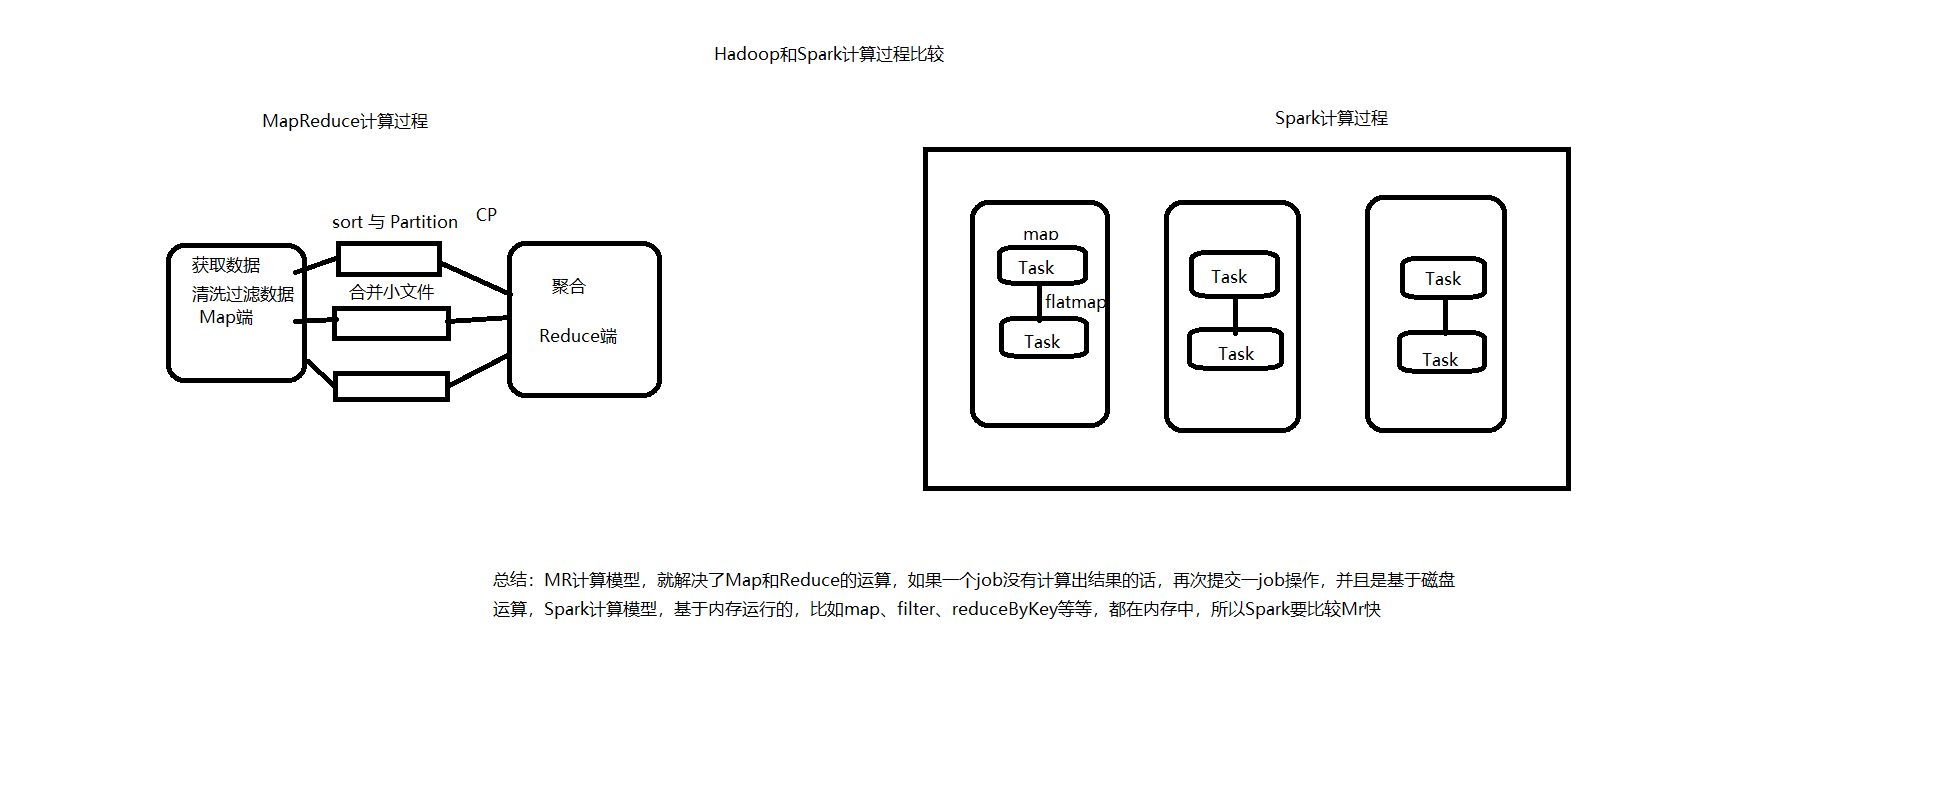 Hadoop和Spark计算过程比较
MapReduce计算过程
Spark计算过程
sort 与 Partition
CP
获取数据
清洗过滤数据
Map端
合并小文件
聚合
Reduce端
map
Task
flatmap
Task
Task
Task
Task
Task
总结：MR计算模型，就解决了Map和Reduce的运算，如果一个job没有计算出结果的话，再次提交一job操作，并且是基于磁盘
运算，Spark计算模型，基于内存运行的，比如map、filter、reduceByKey等等，都在内存中，所以Spark要比较Mr快